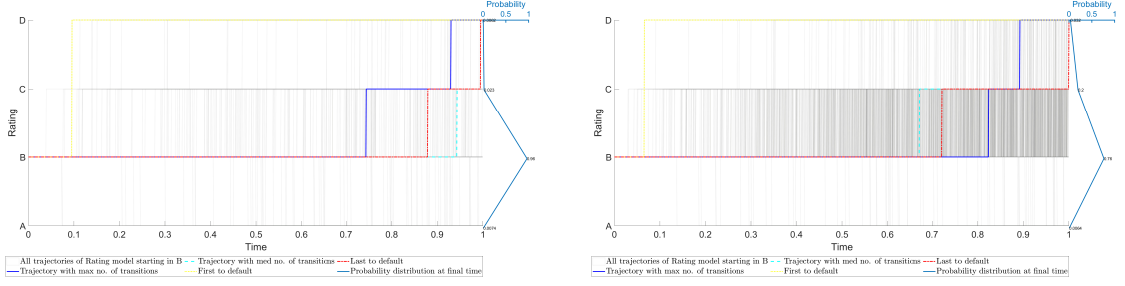 Probability
0 0.5 1
D
C
B
A
Rating
0.023
0.96
0.0074
0 0.1 0.2 0.3 0.4 0.5 0.6 0.7 0.8 0.9 1
Time
All trajectories of Rating model starting in B
Trajectory with med no. of transitions
Last to default
Trajectory with max no. of transitions
First to default
Probability distribution at final time
Probability
0 0.5 1
D
C
B
A
Rating
0.2
0.76
0.0064
0 0.1 0.2 0.3 0.4 0.5 0.6 0.7 0.8 0.9 1
Time
All trajectories of Rating model starting in B
Trajectory with med no. of transitions
Last to default
Trajectory with max no. of transitions
First to default
Probability distribution at final time